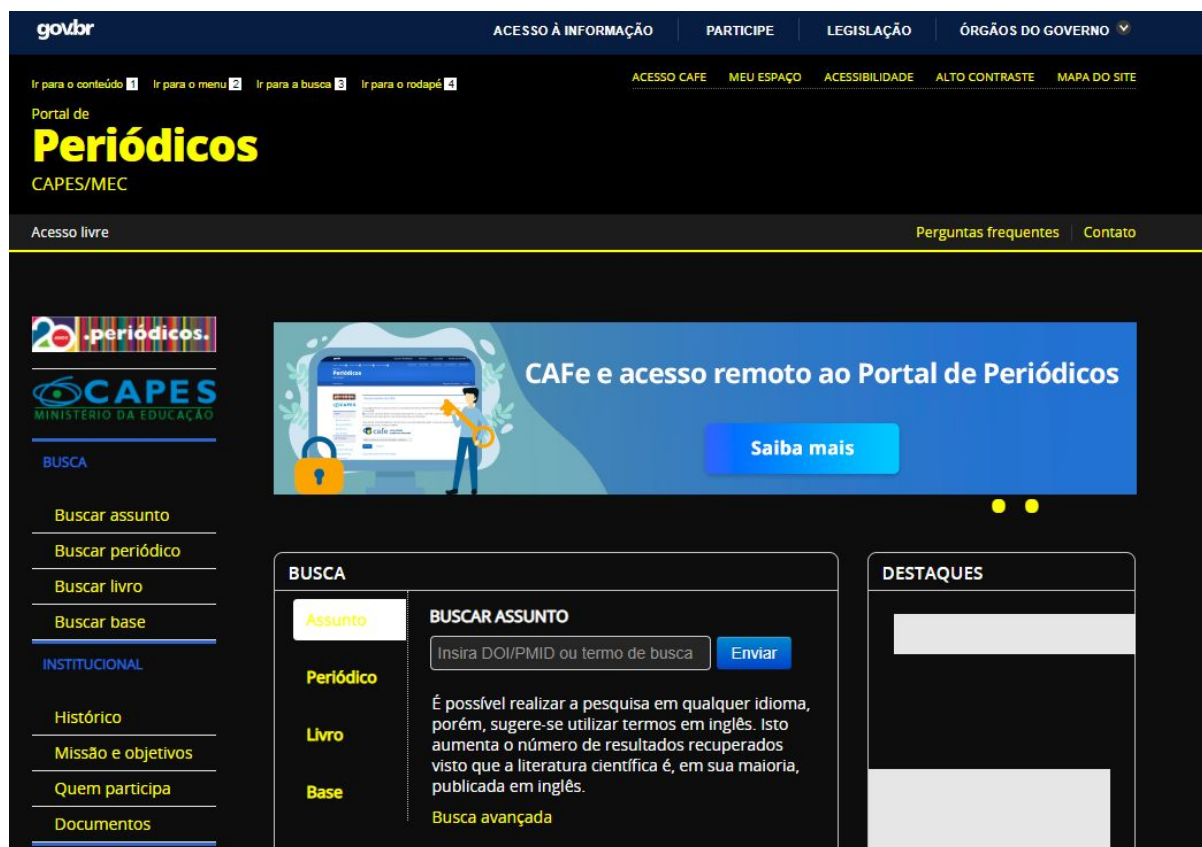 govbr
ACESSO À INFORMAÇÃO PARTICIPE LEGISLAÇÃO ÓRGÃOS DO GOVERNO
Ir para o conteúdo 1 Ir para o menu 2 Ir para a busca 3 Ir para o rodapé 4
ACESSO CAFE MEU ESPAÇO ACESSIBILIDADE ALTO CONTRASTE MAPA DO SITE
Portal de
Periódicos
CAPES/MEC
Acesso livre
Perguntas frequentes Contato
20 anos .periódicos.
CAPES
MINISTÉRIO DA EDUCAÇÃO
BUSCA
Buscar assunto
Buscar periódico
Buscar livro
Buscar base
INSTITUCIONAL
Histórico
Missão e objetivos
Quem participa
Documentos
Periódicos
cafe
CAFe e acesso remoto ao Portal de Periódicos
Saiba mais
BUSCA
Assunto
Periódico
Livro
Base
BUSCAR ASSUNTO
Insira DOI/PMID ou termo de busca Enviar
É possível realizar a pesquisa em qualquer idioma,
porém, sugere-se utilizar termos em inglês. Isto
aumenta o número de resultados recuperados
visto que a literatura científica é, em sua maioria,
publicada em inglês.
Busca avançada
DESTAQUES